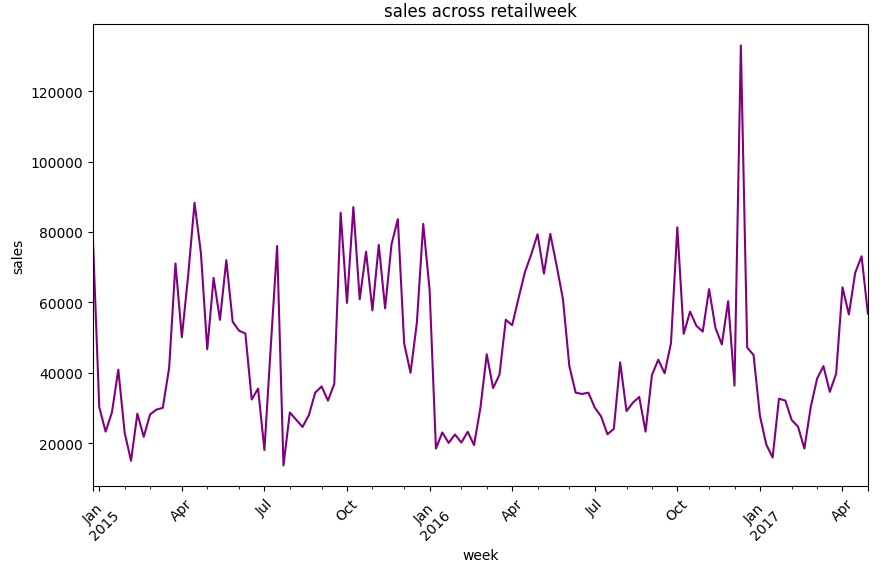 sales across retailweek
sales
120000
100000
80000
60000
40000
20000
Jan
2015
Apr
Jul
Oct
Jan
2016
Apr
Jul
Oct
Jan
2017
Apr
week